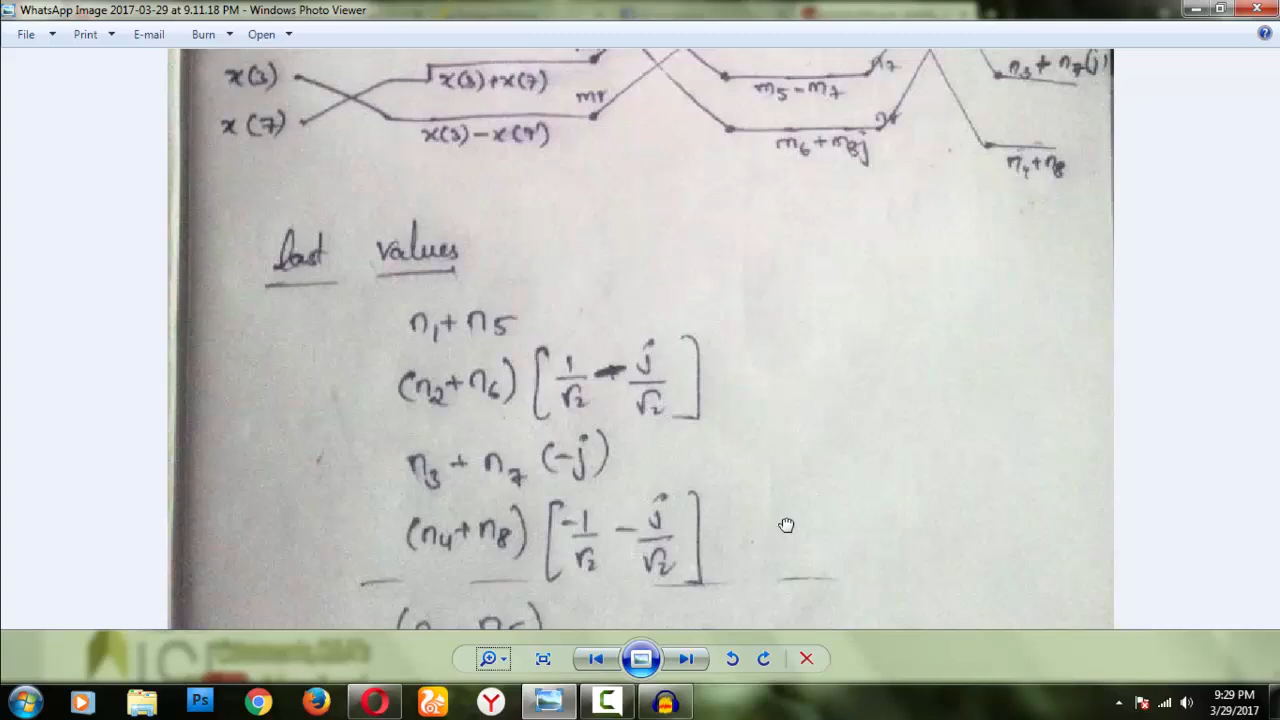 WhatsApp Image 2017-03-29 at 9.11.18 PM - Windows Photo Viewer
File Print E-mail Burn Open
x(3)
x(3)+x(7)
m5-m7
n3 + n7(j)
x(7)
m8
x(3)-x(7)
m6+m8j
n4+n8
last values
n1+n5
(n2+n6) [1/√2 - j/√2]
n3 + n7 (-j)
(n4+n8) [-1/√2 - j/√2]
9:29 PM
3/29/2017